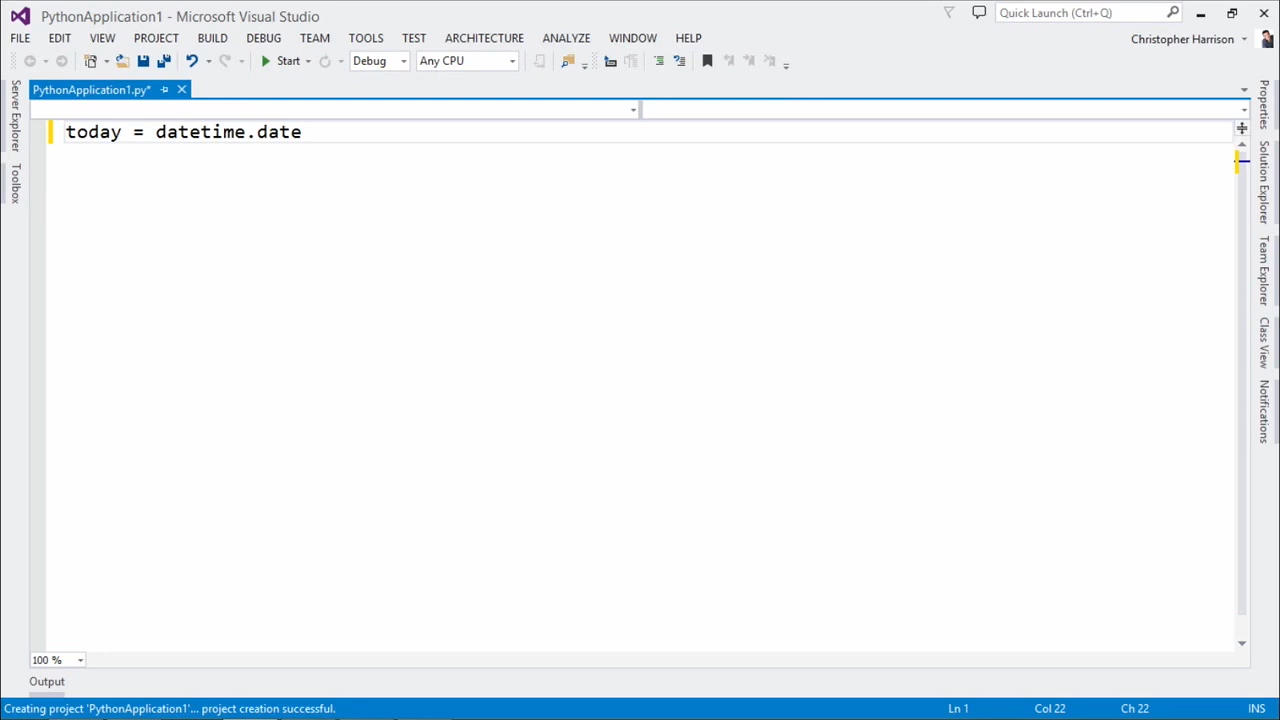 PythonApplication1 - Microsoft Visual Studio
Quick Launch (Ctrl+Q)
FILE EDIT VIEW PROJECT BUILD DEBUG TEAM TOOLS TEST ARCHITECTURE ANALYZE WINDOW HELP
Christopher Harrison
Start Debug Any CPU
PythonApplication1.py*
today = datetime.date
Server Explorer
Toolbox
Properties
Solution Explorer
Team Explorer
Class View
Notifications
100 %
Output
Creating project 'PythonApplication1'... project creation successful.
Ln 1 Col 22 Ch 22 INS